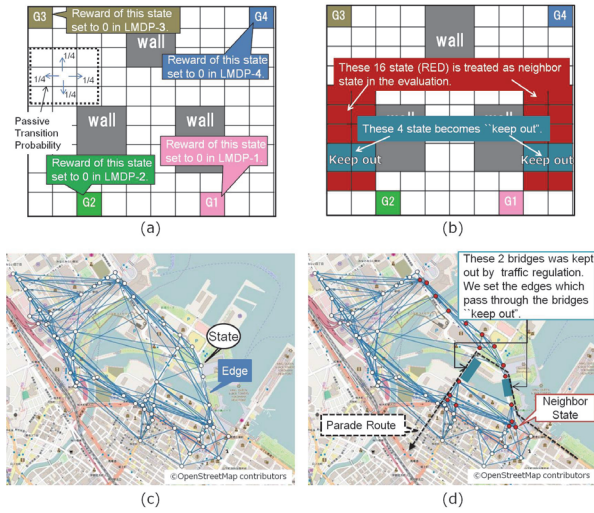 G3
Reward of this state
set to 0 in LMDP-3.
G4
Reward of this state
set to 0 in LMDP-4.
wall
1/4
1/4
1/4
1/4
Passive
Transition
Probability
wall
wall
Reward of this state
set to 0 in LMDP-2.
Reward of this state
set to 0 in LMDP-1.
G2
G1
(a)
G3
G4
wall
These 16 state (RED) is treated as neighbor
state in the evaluation.
These 4 state becomes ``keep out”.
Keep out
Keep out
G2
G1
(b)
State
Edge
©OpenStreetMap contributors
(c)
These 2 bridges was kept
out by traffic regulation.
We set the edges which
pass through the bridges
``keep out”.
Neighbor
State
Parade Route
©OpenStreetMap contributors
(d)